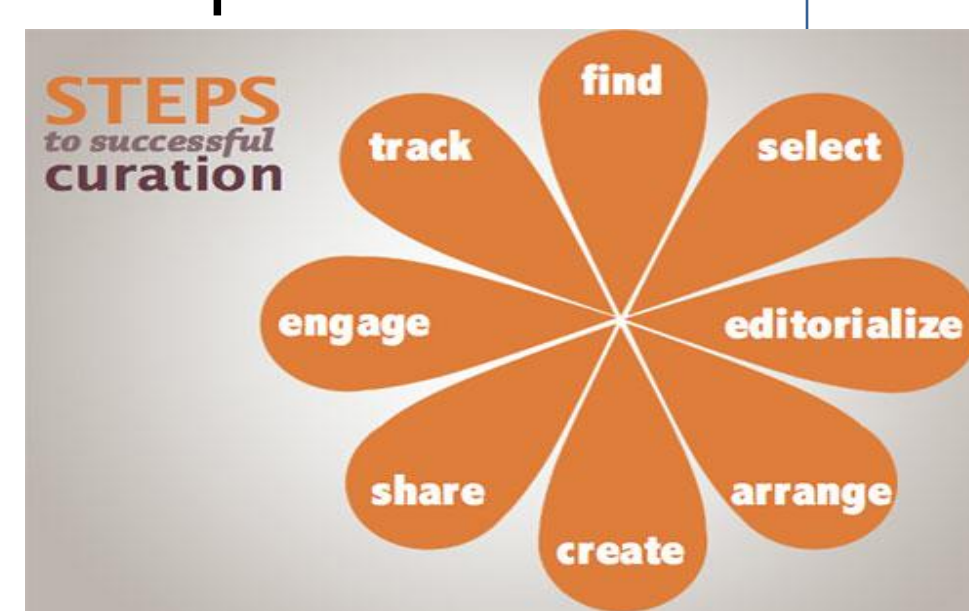 STEPS
to successful
curation
find
select
editorialize
arrange
create
share
engage
track